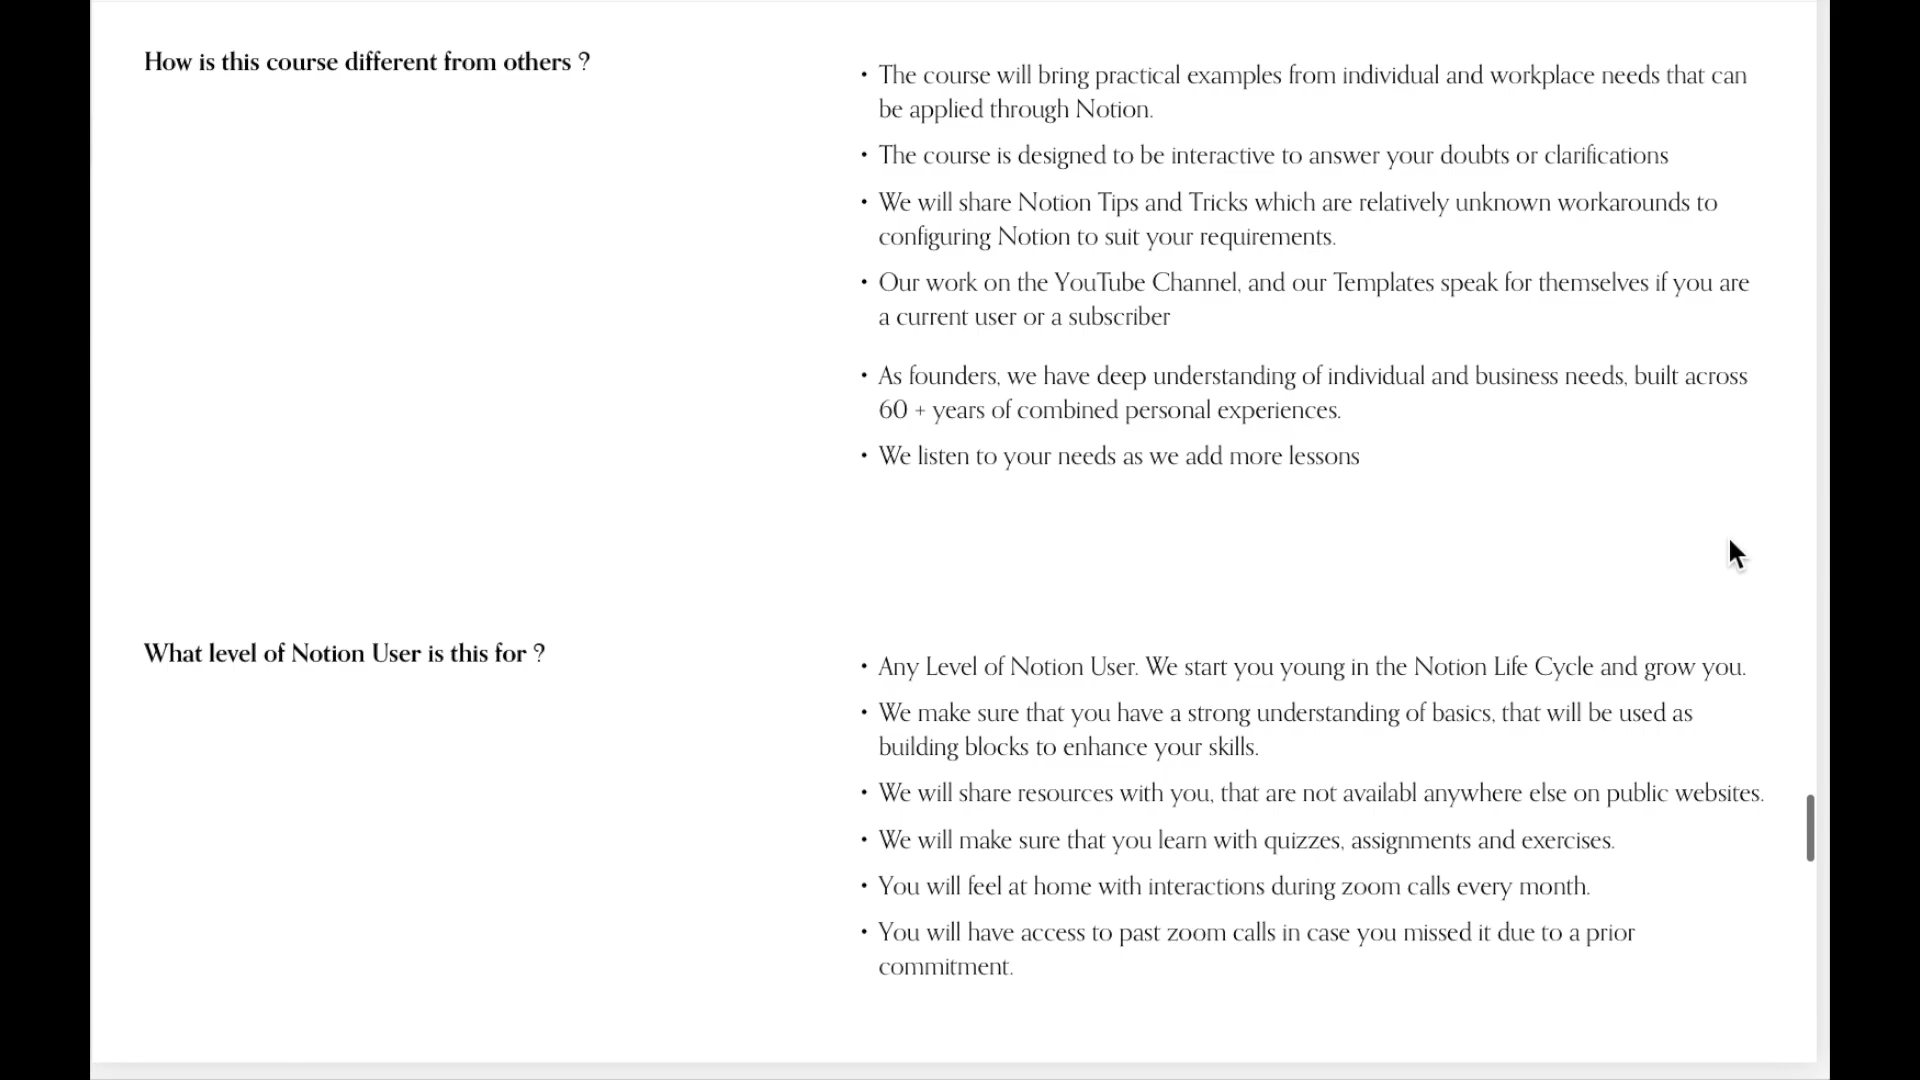 How is this course different from others ?
• The course will bring practical examples from individual and workplace needs that can
be applied through Notion.
• The course is designed to be interactive to answer your doubts or clarifications
• We will share Notion Tips and Tricks which are relatively unknown workarounds to
configuring Notion to suit your requirements.
• Our work on the YouTube Channel, and our Templates speak for themselves if you are
a current user or a subscriber
• As founders, we have deep understanding of individual and business needs, built across
60 + years of combined personal experiences.
• We listen to your needs as we add more lessons
What level of Notion User is this for ?
• Any Level of Notion User. We start you young in the Notion Life Cycle and grow you.
• We make sure that you have a strong understanding of basics, that will be used as
building blocks to enhance your skills.
• We will share resources with you, that are not availabl anywhere else on public websites.
• We will make sure that you learn with quizzes, assignments and exercises.
• You will feel at home with interactions during zoom calls every month.
• You will have access to past zoom calls in case you missed it due to a prior
commitment.